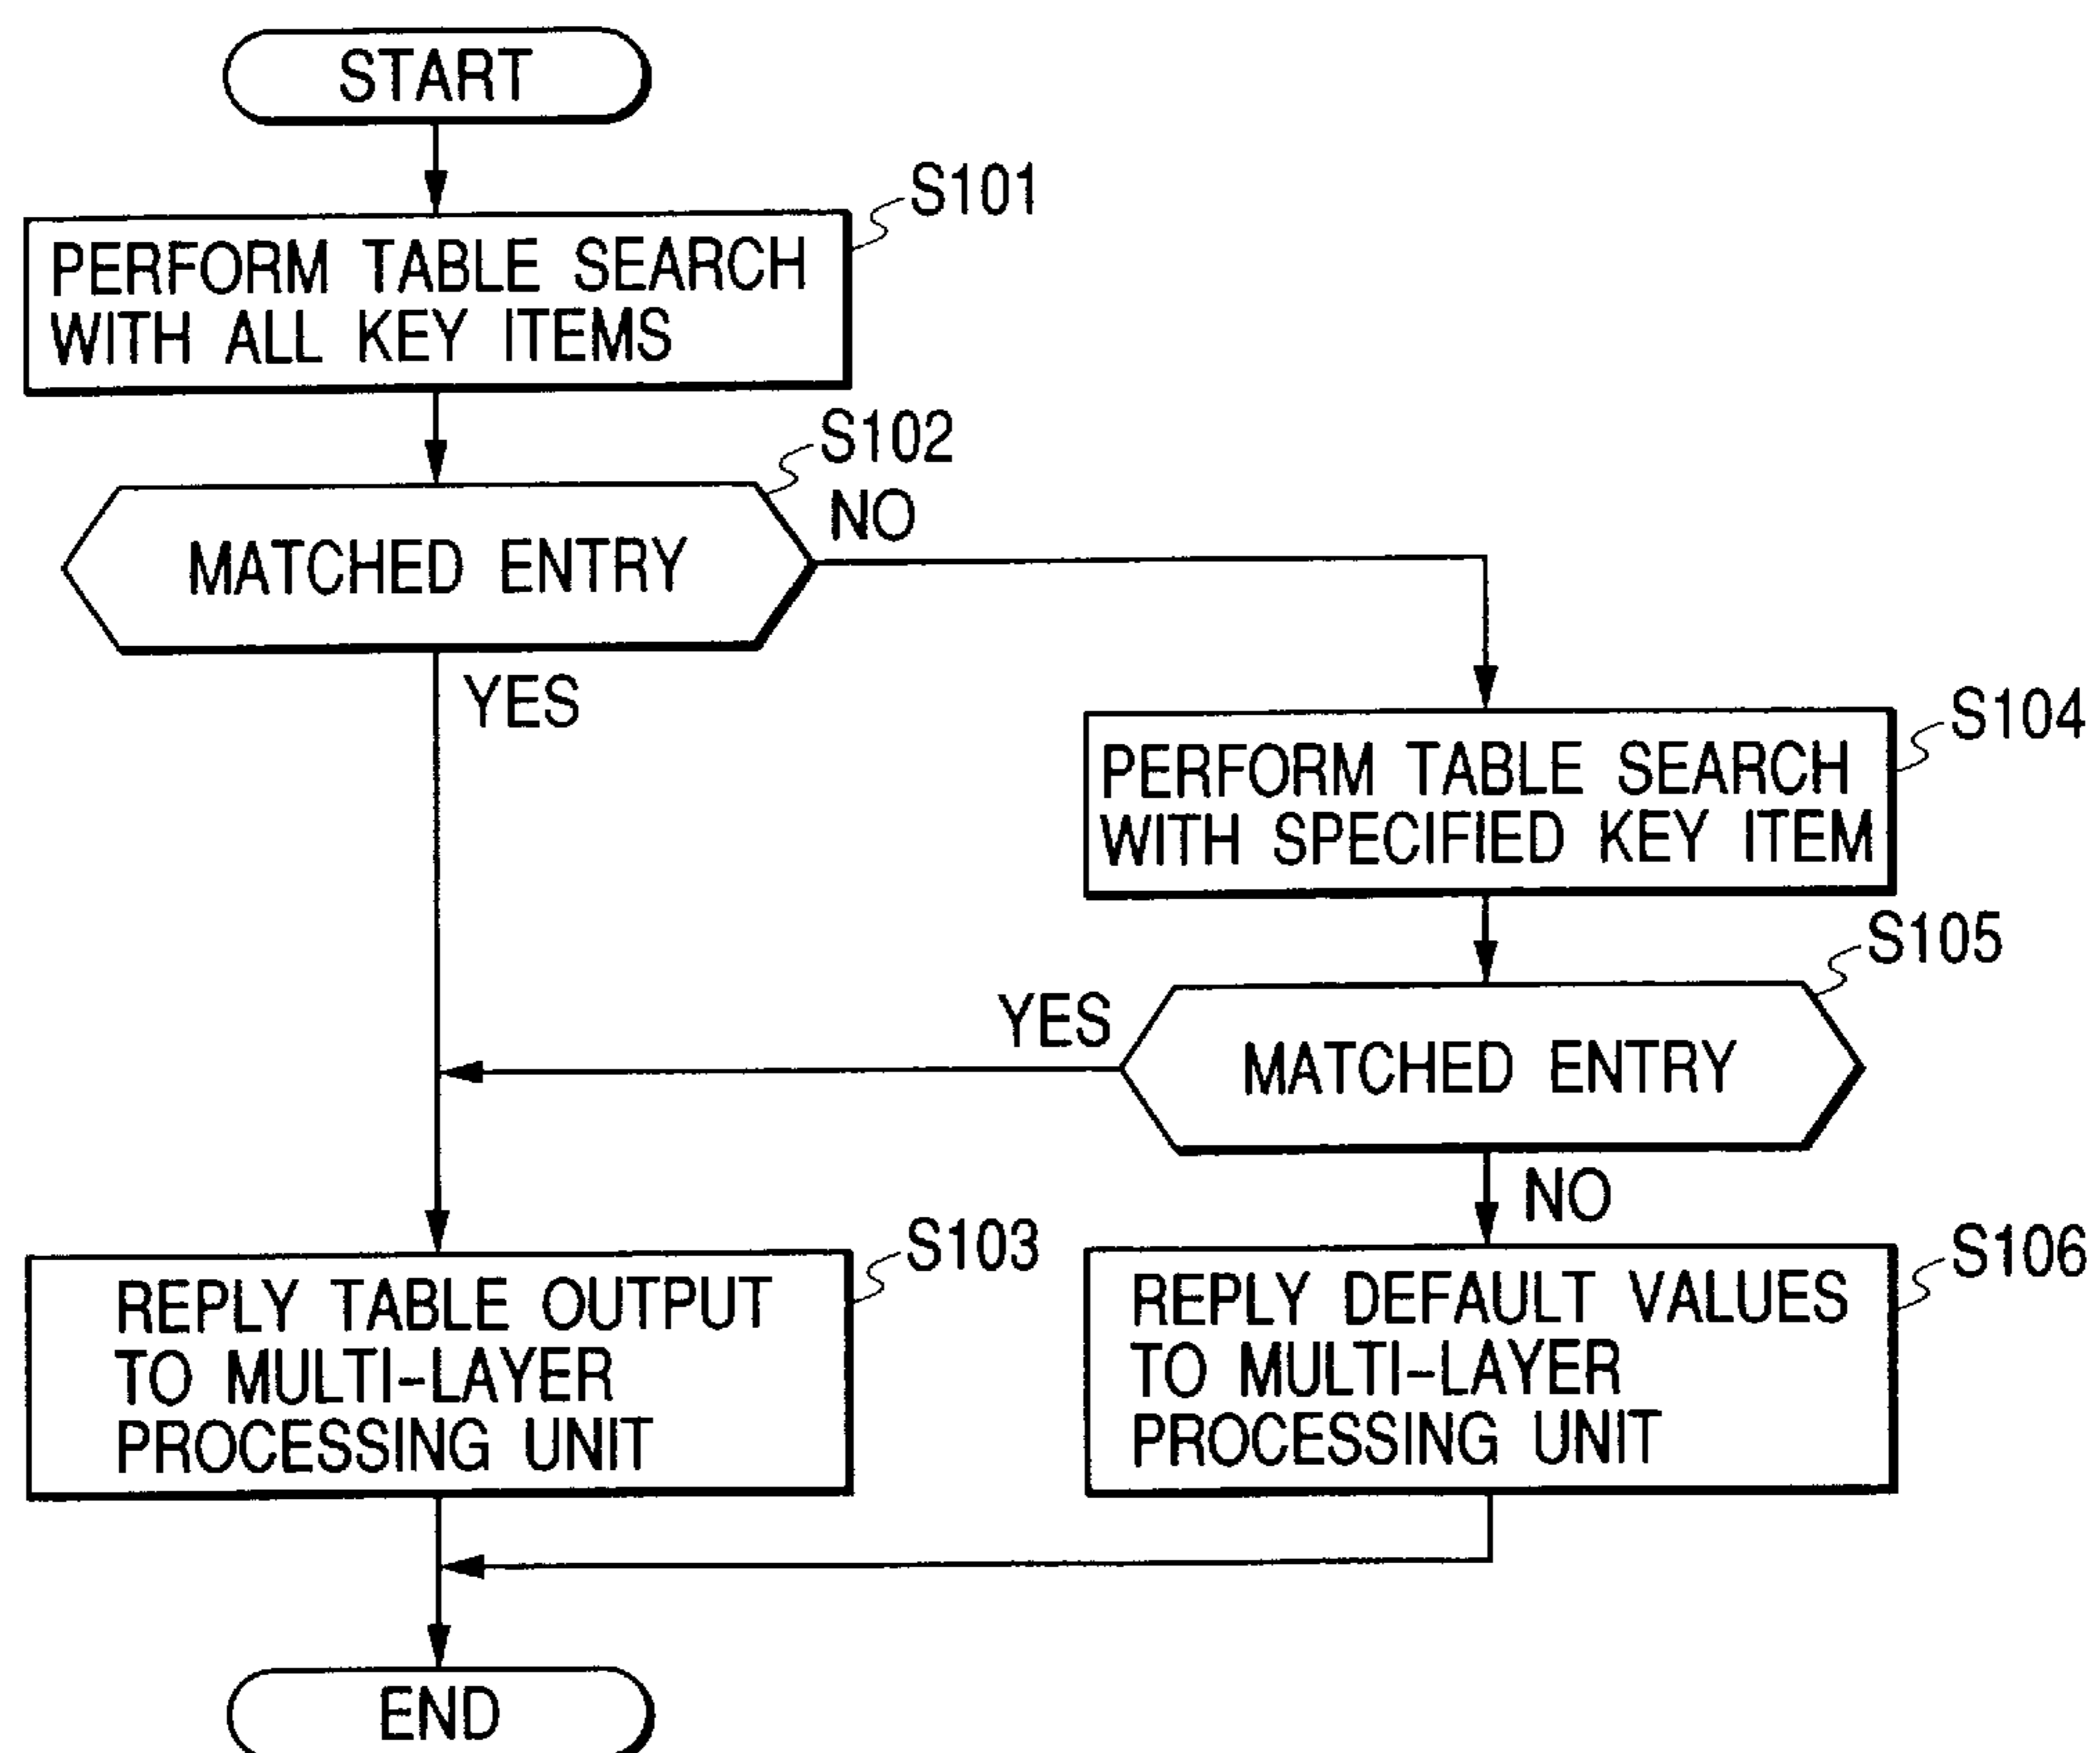 START
S101
PERFORM TABLE SEARCH
WITH ALL KEY ITEMS
S102
NO
MATCHED ENTRY
YES
S104
PERFORM TABLE SEARCH
WITH SPECIFIED KEY ITEM
S105
YES
MATCHED ENTRY
NO
S103
REPLY TABLE OUTPUT
TO MULTI-LAYER
PROCESSING UNIT
S106
REPLY DEFAULT VALUES
TO MULTI-LAYER
PROCESSING UNIT
END